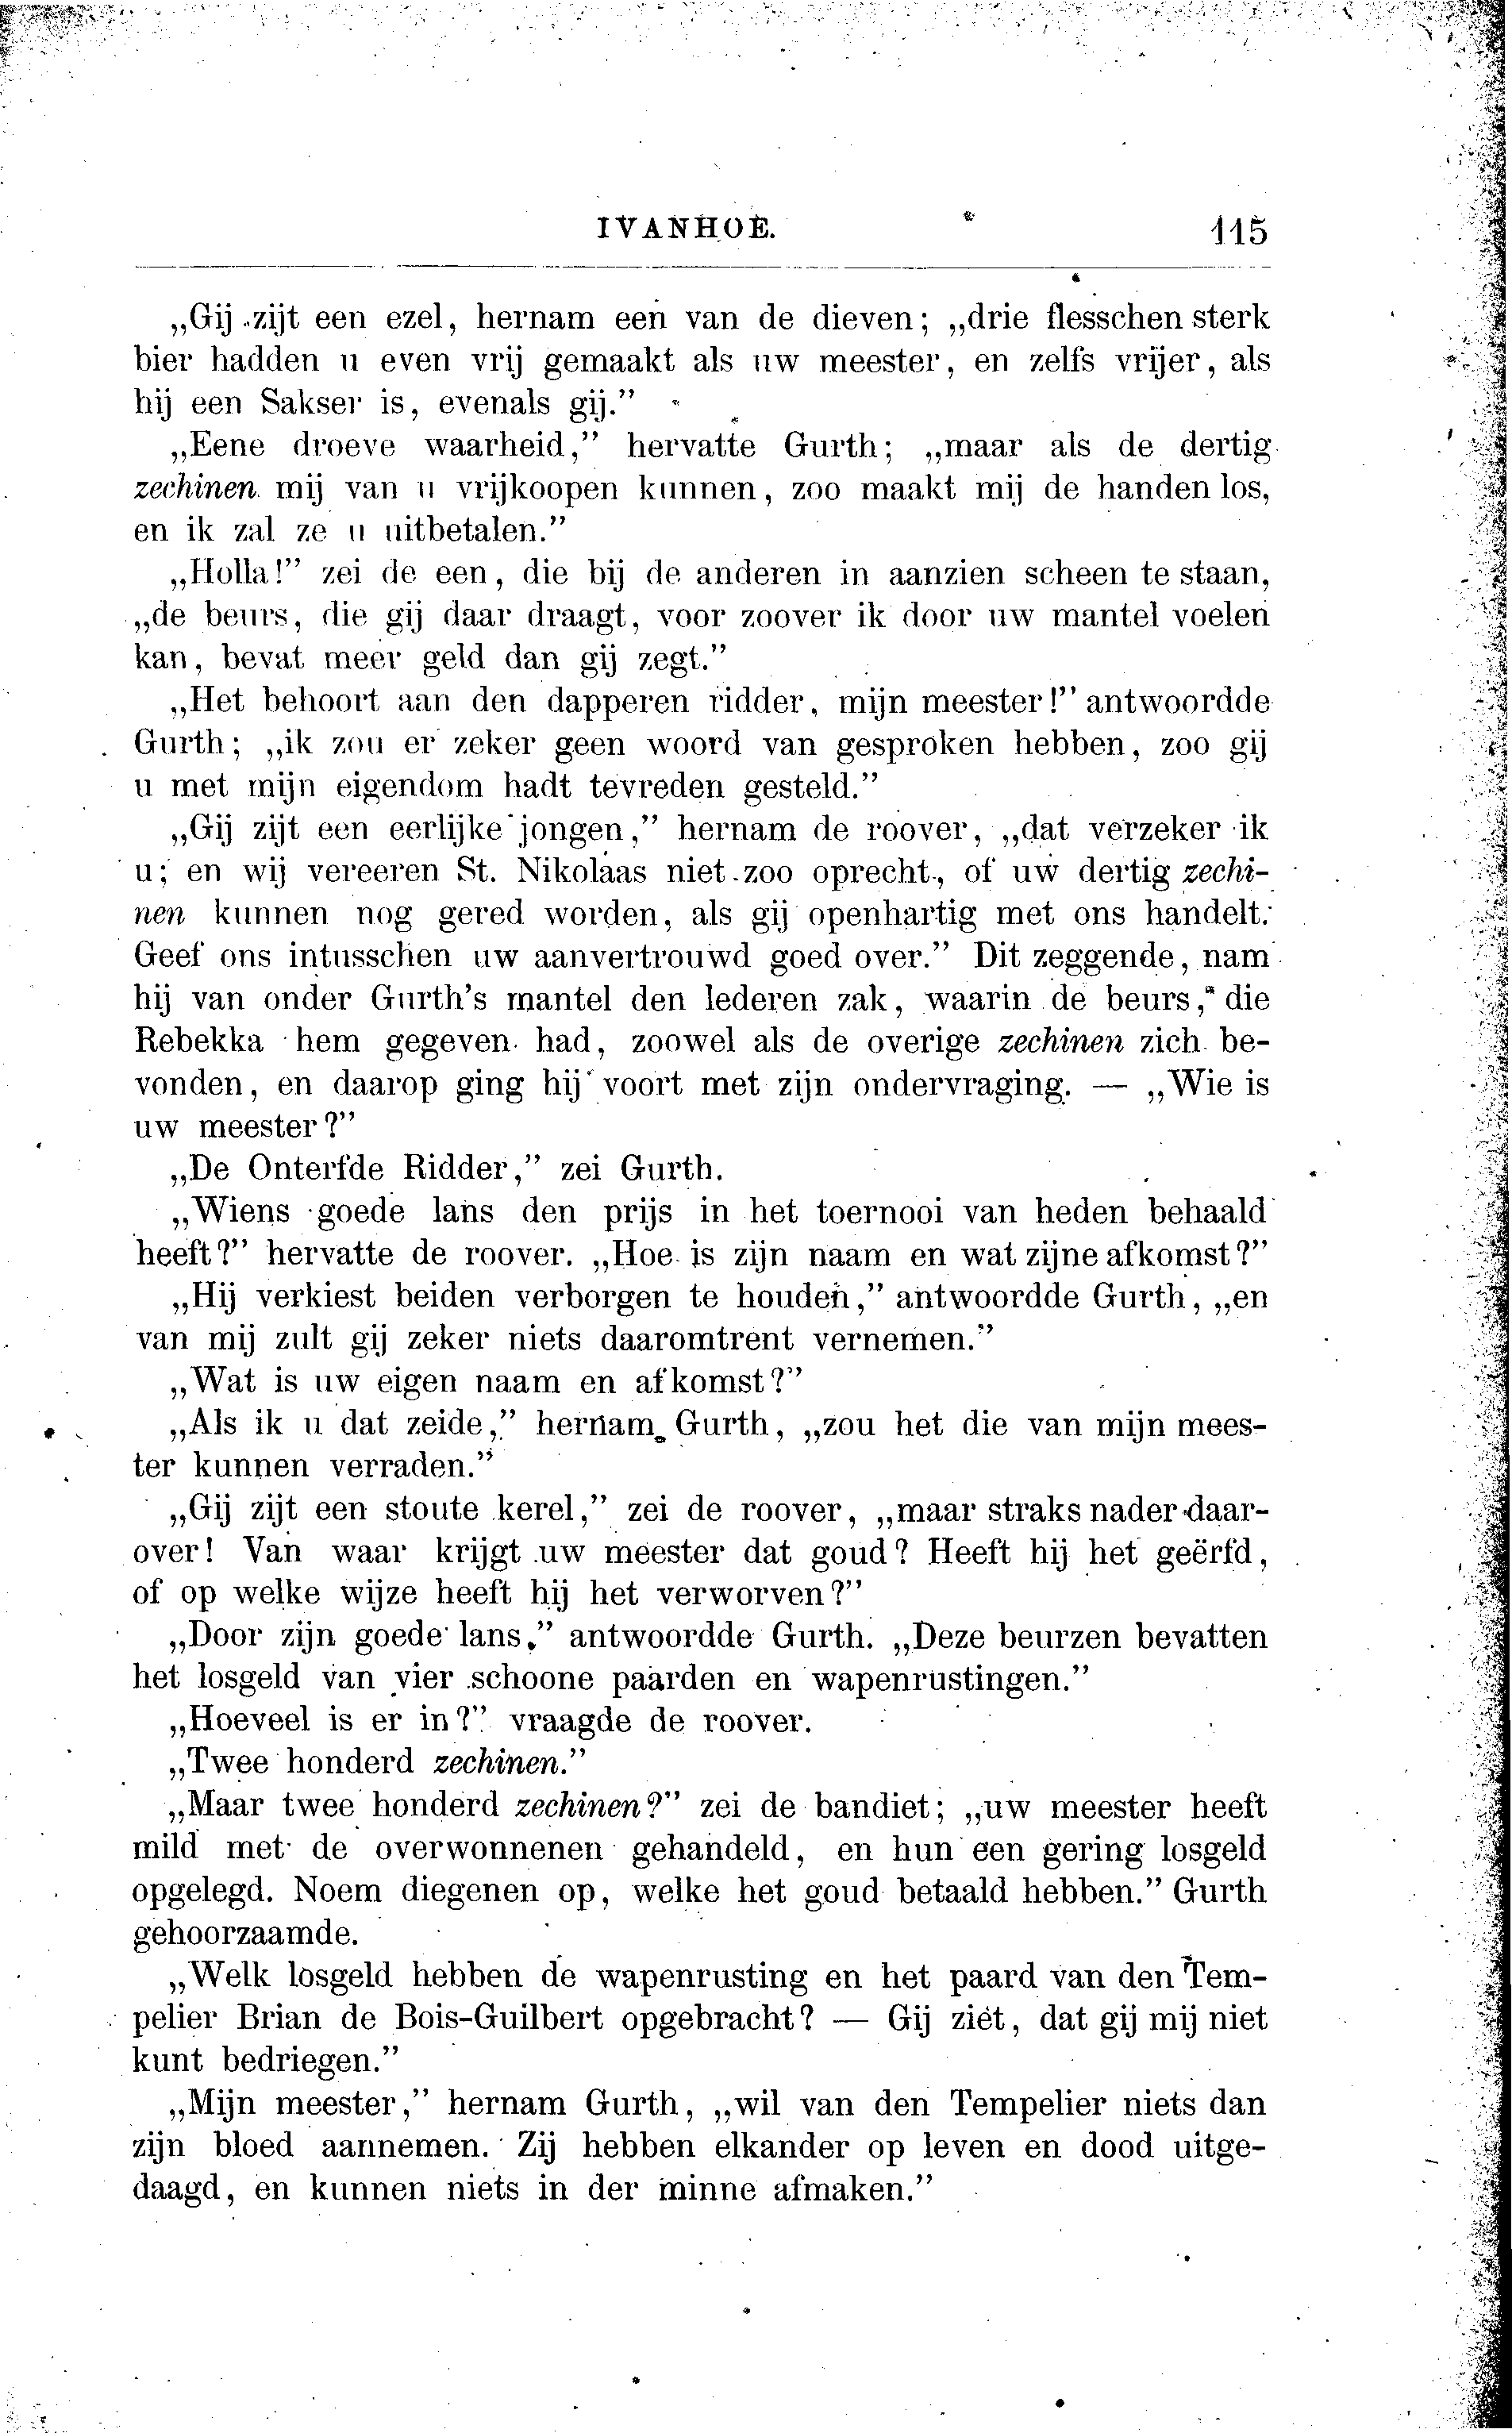 IVANHOE. 115
„Gij zijt een ezel, hernam een van de dieven; „drie flesschen sterk
bier hadden u even vrij gemaakt als uw meester, en zelfs vrijer, als
hij een Sakser is, evenals gij.”
„Eene droeve waarheid,” hervatte Gurth; „maar als de dertig
zechinen mij van u vrijkoopen kunnen, zoo maakt mij de handen los,
en ik zal ze u uitbetalen.”
„Holla!” zei de een, die bij de anderen in aanzien scheen te staan,
„de beurs, die gij daar draagt, voor zoover ik door uw mantel voelen
kan, bevat meer geld dan gij zegt.”
„Het behoort aan den dapperen ridder, mijn meester!” antwoordde
Gurth; „ik zou er zeker geen woord van gesproken hebben, zoo gij
u met mijn eigendom hadt tevreden gesteld.”
„Gij zijt een eerlijke jongen,” hernam de roover, „dat verzeker ik
u; en wij vereeren St. Nikolaas niet zoo oprecht, of uw dertig zechi-
nen kunnen nog gered worden, als gij openhartig met ons handelt.
Geef ons intusschen uw aanvertrouwd goed over.” Dit zeggende, nam
hij van onder Gurth's mantel den lederen zak, waarin de beurs, die
Rebekka hem gegeven had, zoowel als de overige zechinen zich be-
vonden, en daarop ging hij voort met zijn ondervraging. — „Wie is
uw meester?”
„De Onterfde Ridder,” zei Gurth.
„Wiens goede lans den prijs in het toernooi van heden behaald
heeft?” hervatte de roover. „Hoe is zijn naam en wat zijne afkomst?”
„Hij verkiest beiden verborgen te houden,” antwoordde Gurth, „en
van mij zult gij zeker niets daaromtrent vernemen.”
„Wat is uw eigen naam en afkomst?”
„Als ik u dat zeide,” hernam Gurth, „zou het die van mijn mees-
ter kunnen verraden.”
„Gij zijt een stoute kerel,” zei de roover, „maar straks nader daar-
over! Van waar krijgt uw meester dat goud? Heeft hij het geërfd,
of op welke wijze heeft hij het verworven?”
„Door zijn goede lans,” antwoordde Gurth. „Deze beurzen bevatten
het losgeld van vier schoone paarden en wapenrustingen.”
„Hoeveel is er in?” vraagde de roover.
„Twee honderd zechinen.”
„Maar twee honderd zechinen?” zei de bandiet; „uw meester heeft
mild met de overwonnenen gehandeld, en hun een gering losgeld
opgelegd. Noem diegenen op, welke het goud betaald hebben.” Gurth
gehoorzaamde.
„Welk losgeld hebben de wapenrusting en het paard van den Tem-
pelier Brian de Bois-Guilbert opgebracht? — Gij ziet, dat gij mij niet
kunt bedriegen.”
„Mijn meester,” hernam Gurth, „wil van den Tempelier niets dan
zijn bloed aannemen. Zij hebben elkander op leven en dood uitge-
daagd, en kunnen niets in der minne afmaken.”